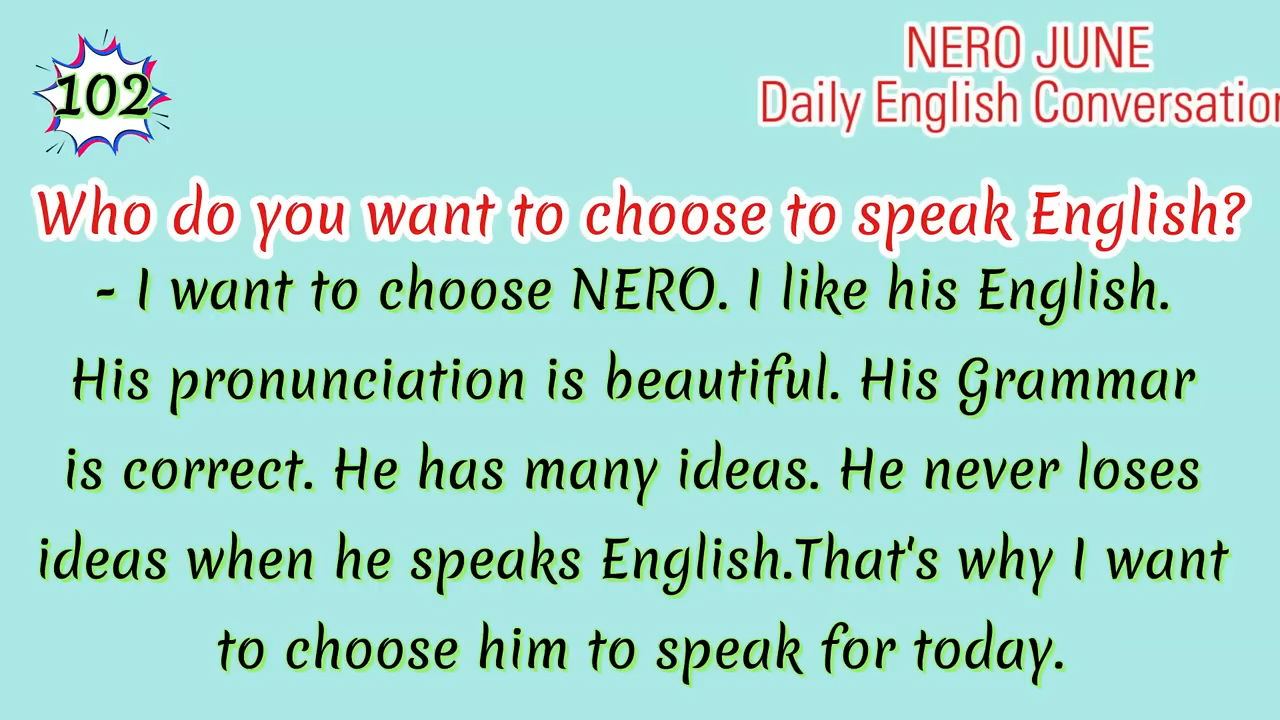 102
NERO JUNE
Daily English Conversation
Who do you want to choose to speak English?
- I want to choose NERO. I like his English.
His pronunciation is beautiful. His Grammar
is correct. He has many ideas. He never loses
ideas when he speaks English.That's why I want
to choose him to speak for today.